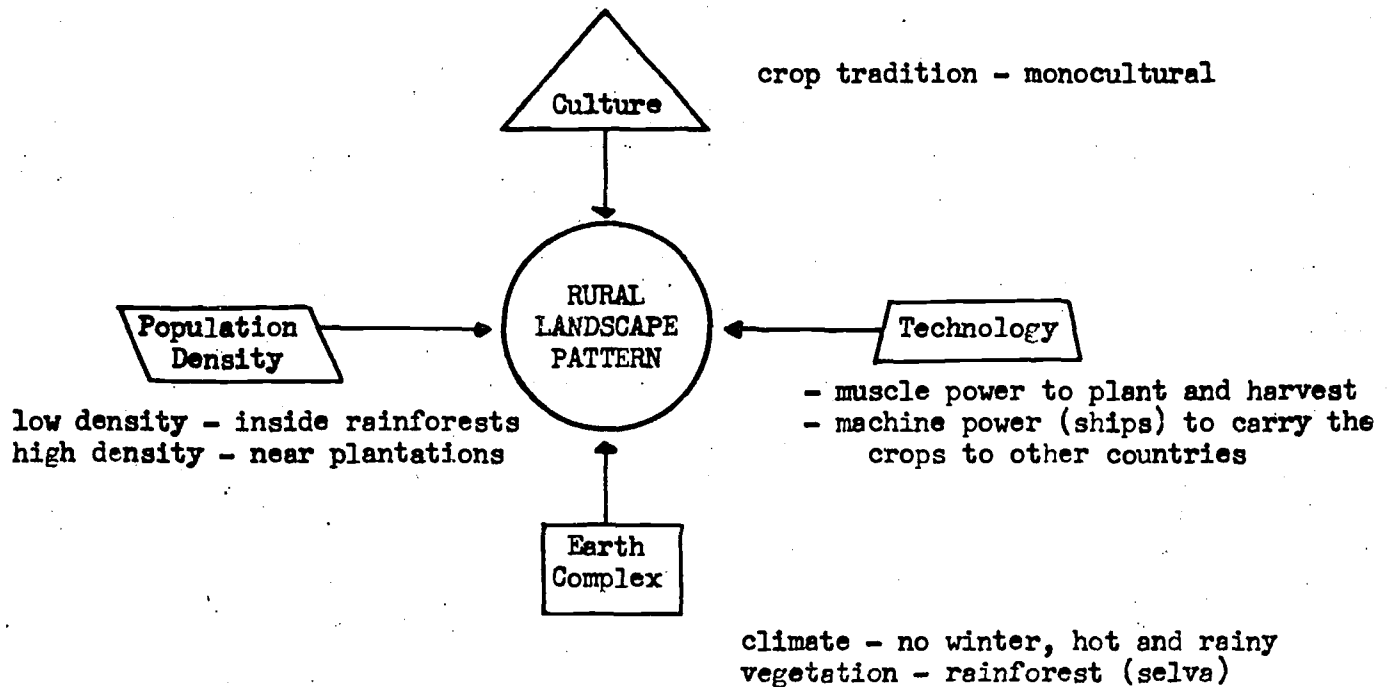 crop tradition - monocultural
Culture
RURAL
LANDSCAPE
PATTERN
Population
Density
low density - inside rainforests
high density - near plantations
Technology
- muscle power to plant and harvest
- machine power (ships) to carry the
crops to other countries
Earth
Complex
climate - no winter, hot and rainy
vegetation - rainforest (selva)